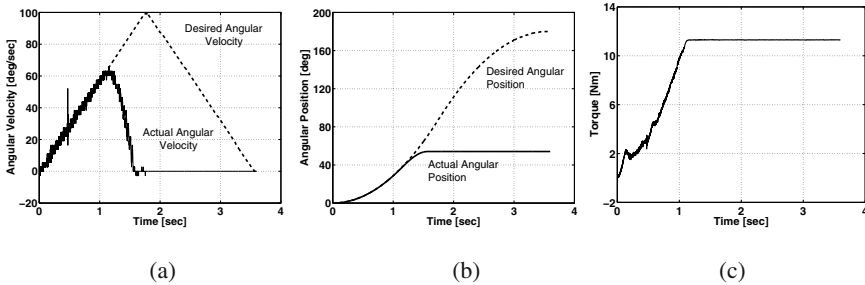 100
80
60
40
20
0
−20
0 1 2 3 4
Angular Velocity [deg/sec]
Time [sec]
Desired Angular
Velocity
Actual Angular
Velocity
(a)
200
160
120
80
40
0
0 1 2 3 4
Angular Position [deg]
Time [sec]
Desired Angular
Position
Actual Angular
Position
(b)
14
10
6
2
−2
0 1 2 3 4
Torque [Nm]
Time [sec]
(c)